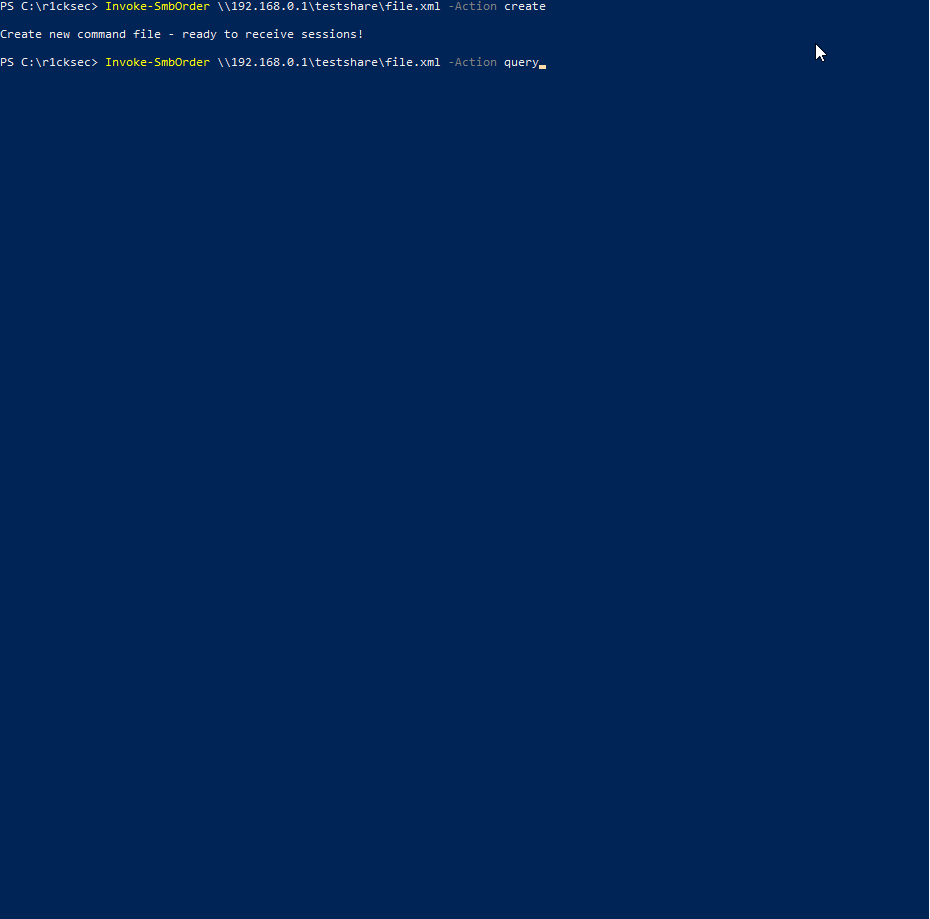 PS C:\r1cksec> Invoke-SmbOrder \\192.168.0.1\testshare\file.xml -Action create
Create new command file - ready to receive sessions!
PS C:\r1cksec> Invoke-SmbOrder \\192.168.0.1\testshare\file.xml -Action query